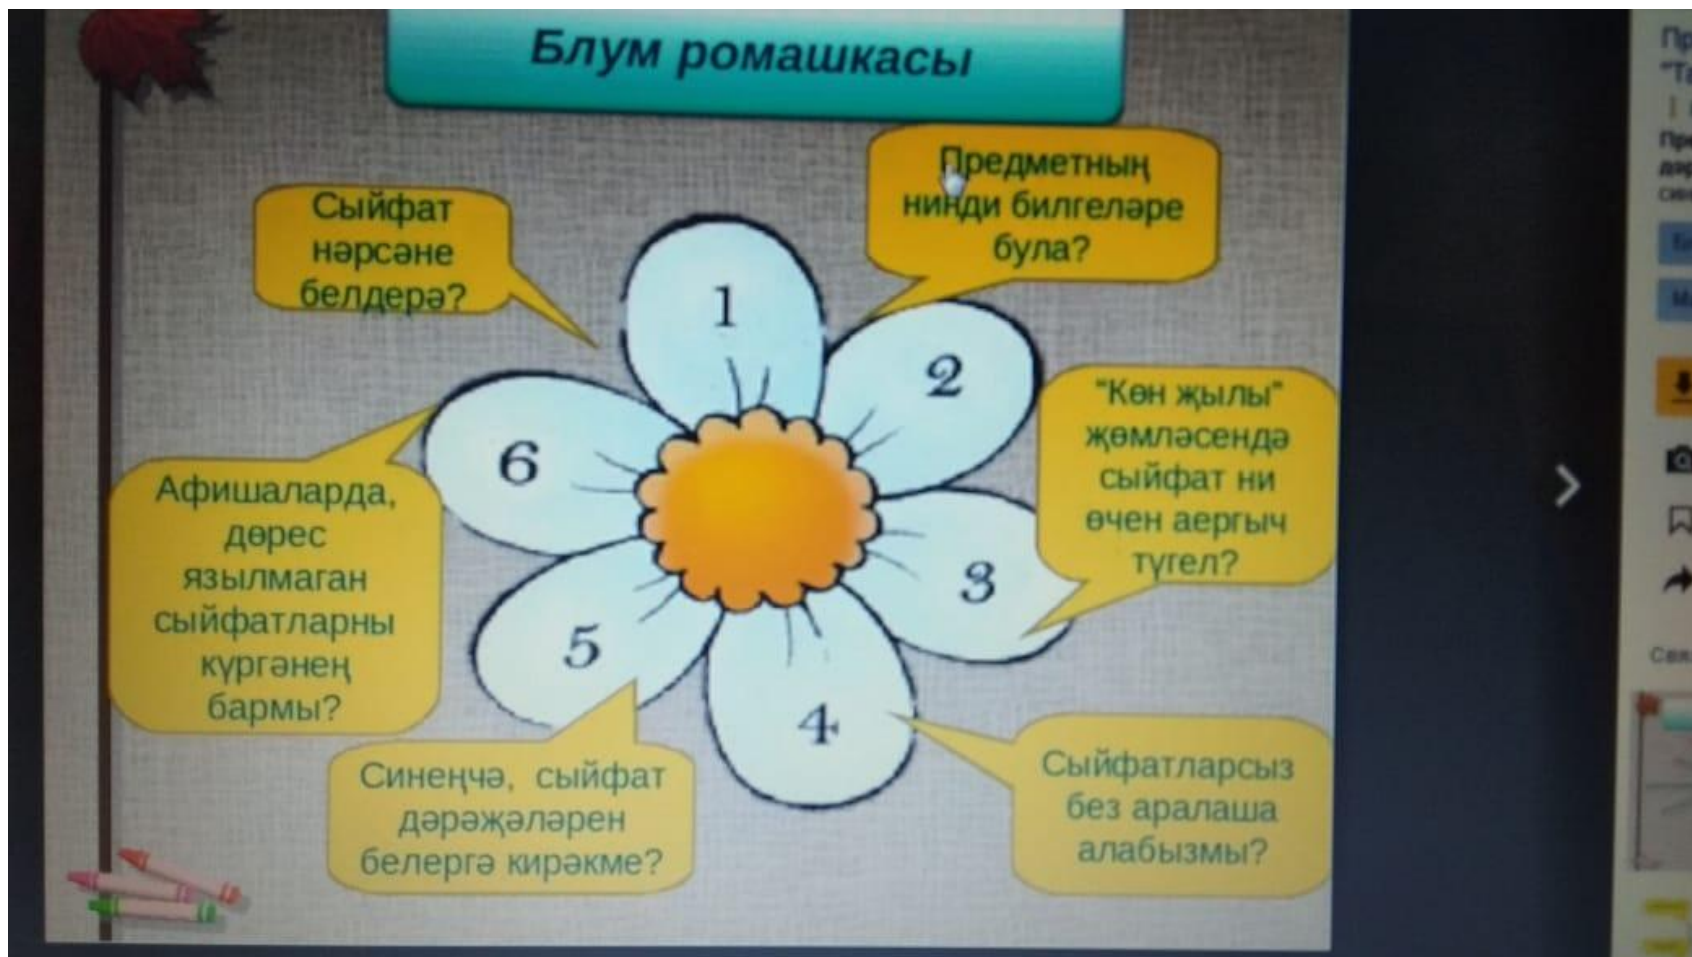 Блум ромашкасы
Сыйфат
нәрсәне
белдерә?
1
Предметның
нинди билгеләре
була?
2
"Көн җылы"
җөмләсендә
сыйфат ни
өчен аергыч
түгел?
3
Сыйфатларсыз
без аралаша
алабызмы?
4
Синеңчә, сыйфат
дәрәҗәләрен
белергә кирәкме?
5
Афишаларда,
дөрес
язылмаган
сыйфатларны
күргәнең
бармы?
6